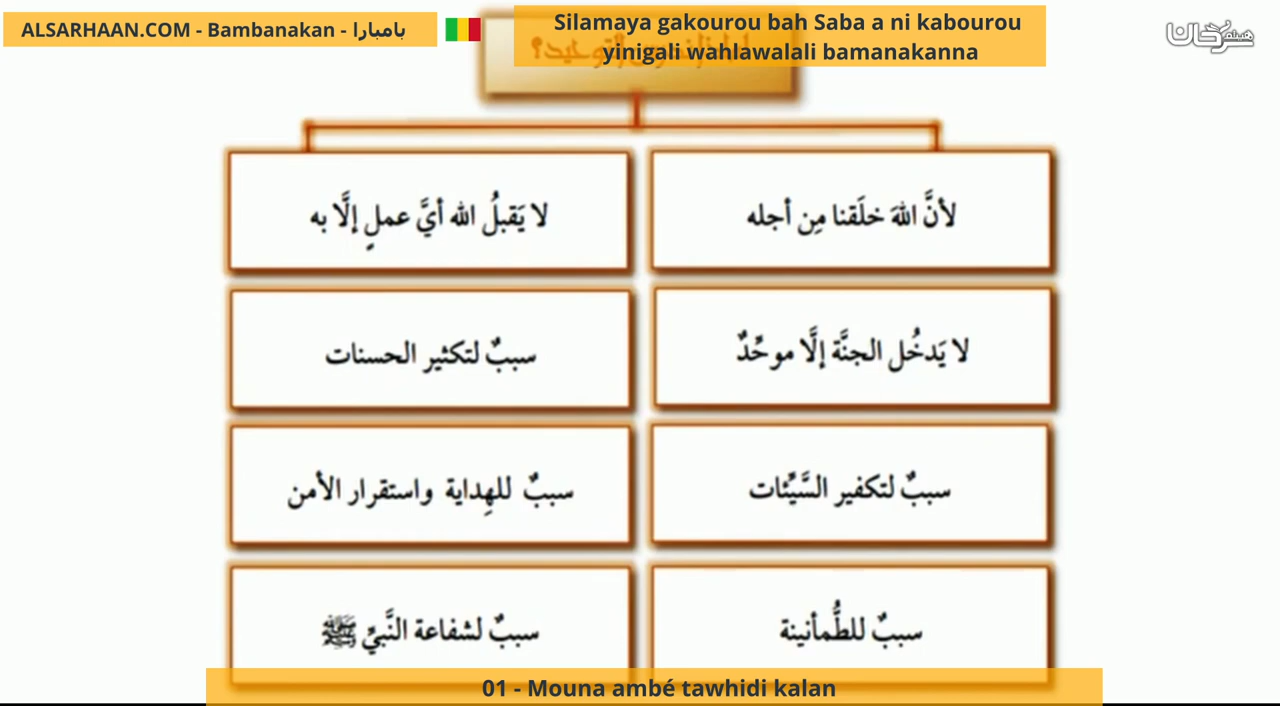 ALSARHAAN.COM - Bambanakan - بامبارا
Silamaya gakourou bah Saba a ni kabourou
yinigali wahlawalali bamanakanna
لأنَّ اللهَ خلَقنا مِن أجله
لا يَقبلُ الله أيَّ عملٍ إلَّا به
لا يَدخُل الجنَّة إلَّا موحِّدٌ
سببٌ لتكثير الحسنات
سببٌ لتكفير السَّيِّئات
سببٌ للهِداية واستقرار الأمن
سببٌ للطُّمأنينة
سببٌ لشفاعة النَّبيِّ ﷺ
01 - Mouna ambé tawhidi kalan